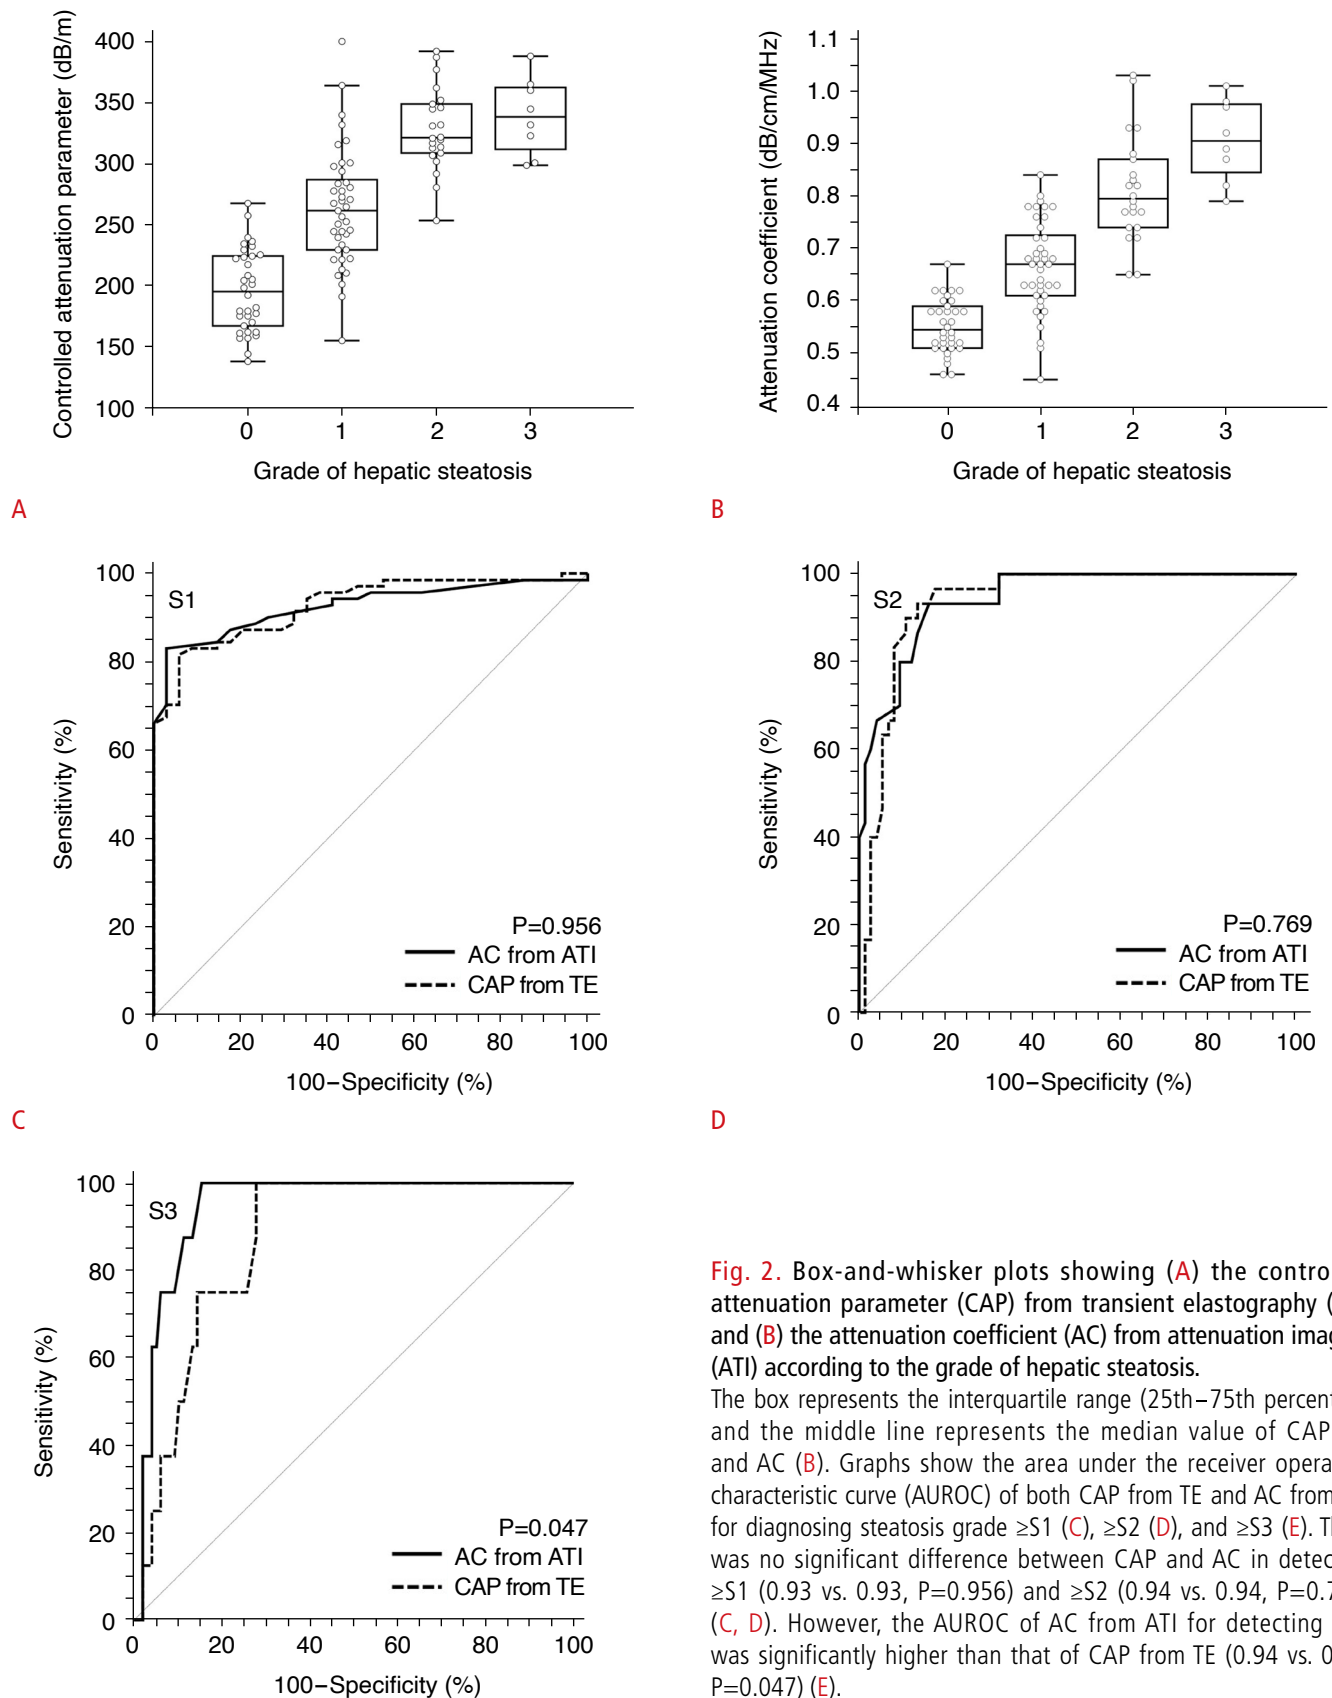 Controlled attenuation parameter (dB/m)
400
350
300
250
200
150
100
0 1 2 3
Grade of hepatic steatosis
A
Attenuation coefficient (dB/cm/MHz)
1.1
1.0
0.9
0.8
0.7
0.6
0.5
0.4
0 1 2 3
Grade of hepatic steatosis
B
Sensitivity (%)
100
80
60
40
20
0
S1
P=0.956
AC from ATI
CAP from TE
0 20 40 60 80 100
100−Specificity (%)
C
Sensitivity (%)
100
80
60
40
20
0
S2
P=0.769
AC from ATI
CAP from TE
0 20 40 60 80 100
100−Specificity (%)
D
Sensitivity (%)
100
80
60
40
20
0
S3
P=0.047
AC from ATI
CAP from TE
0 20 40 60 80 100
100−Specificity (%)
Fig. 2. Box-and-whisker plots showing (A) the contro
attenuation parameter (CAP) from transient elastography (
and (B) the attenuation coefficient (AC) from attenuation imag
(ATI) according to the grade of hepatic steatosis.
The box represents the interquartile range (25th−75th percent
and the middle line represents the median value of CAP
and AC (B). Graphs show the area under the receiver opera
characteristic curve (AUROC) of both CAP from TE and AC from
for diagnosing steatosis grade ≥S1 (C), ≥S2 (D), and ≥S3 (E). T
was no significant difference between CAP and AC in detec
≥S1 (0.93 vs. 0.93, P=0.956) and ≥S2 (0.94 vs. 0.94, P=0.7
(C, D). However, the AUROC of AC from ATI for detecting
was significantly higher than that of CAP from TE (0.94 vs. 0
P=0.047) (E).